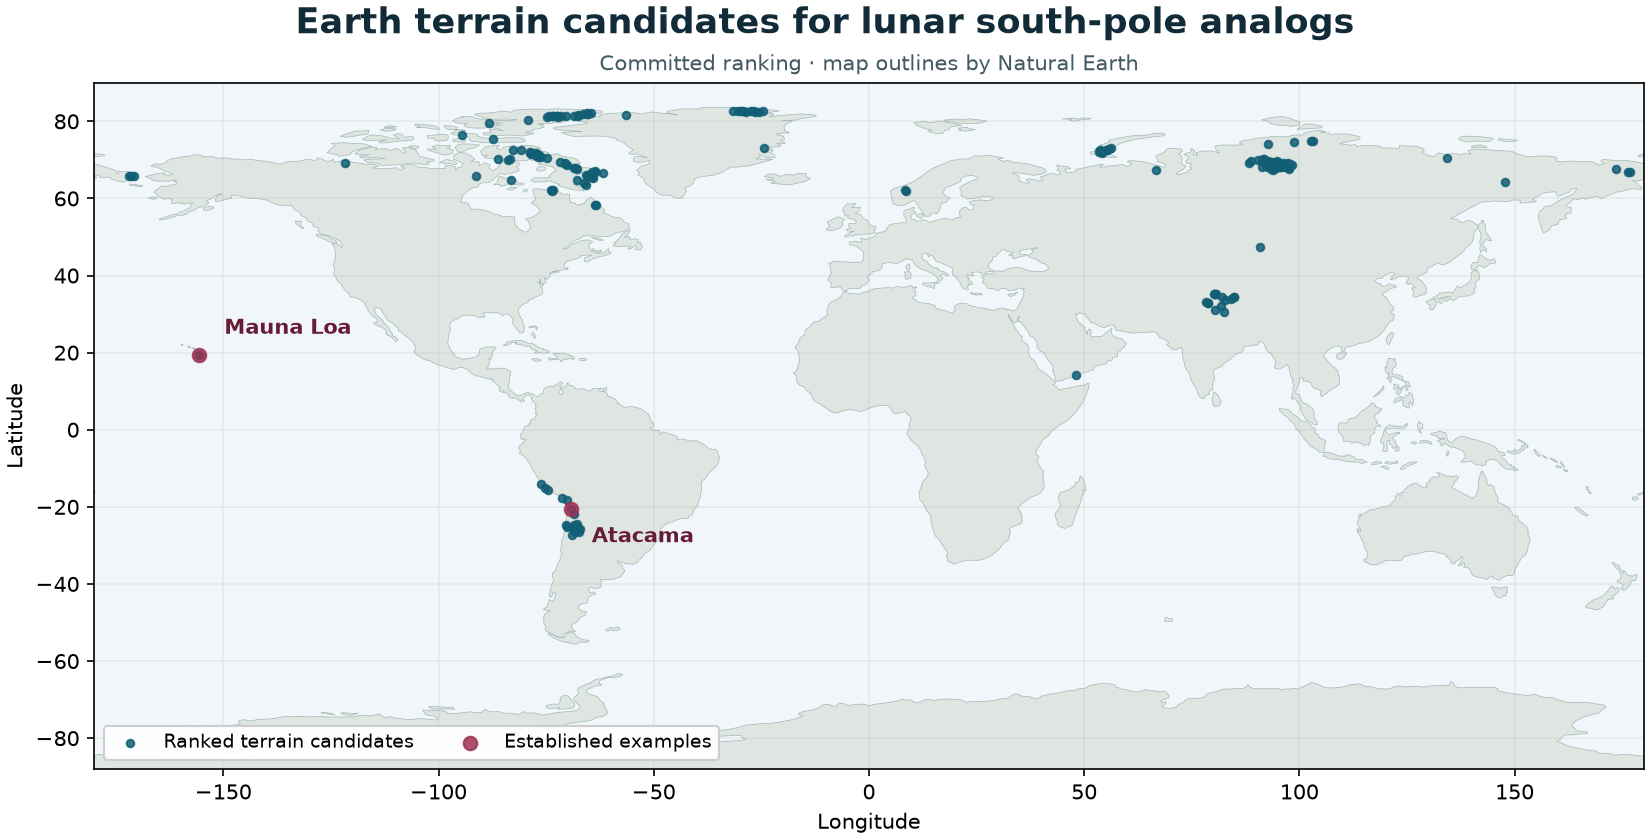 Earth terrain candidates for lunar south-pole analogs
Committed ranking · map outlines by Natural Earth
Latitude
80
60
40
20
0
−20
−40
−60
−80
Mauna Loa
Atacama
Ranked terrain candidates
Established examples
−150
−100
−50
0
50
100
150
Longitude